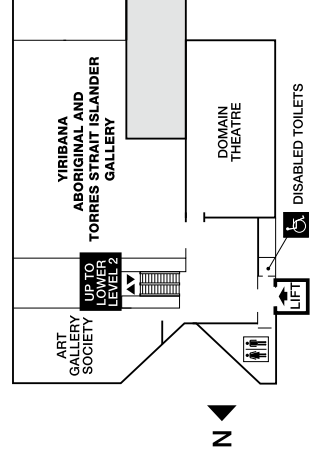 YIRIBANA
ABORIGINAL AND
TORRES STRAIT ISLANDER
GALLERY
DOMAIN
THEATRE
DISABLED TOILETS
UP TO
LOWER
LEVEL 2
ART
GALLERY
SOCIETY
LIFT
N